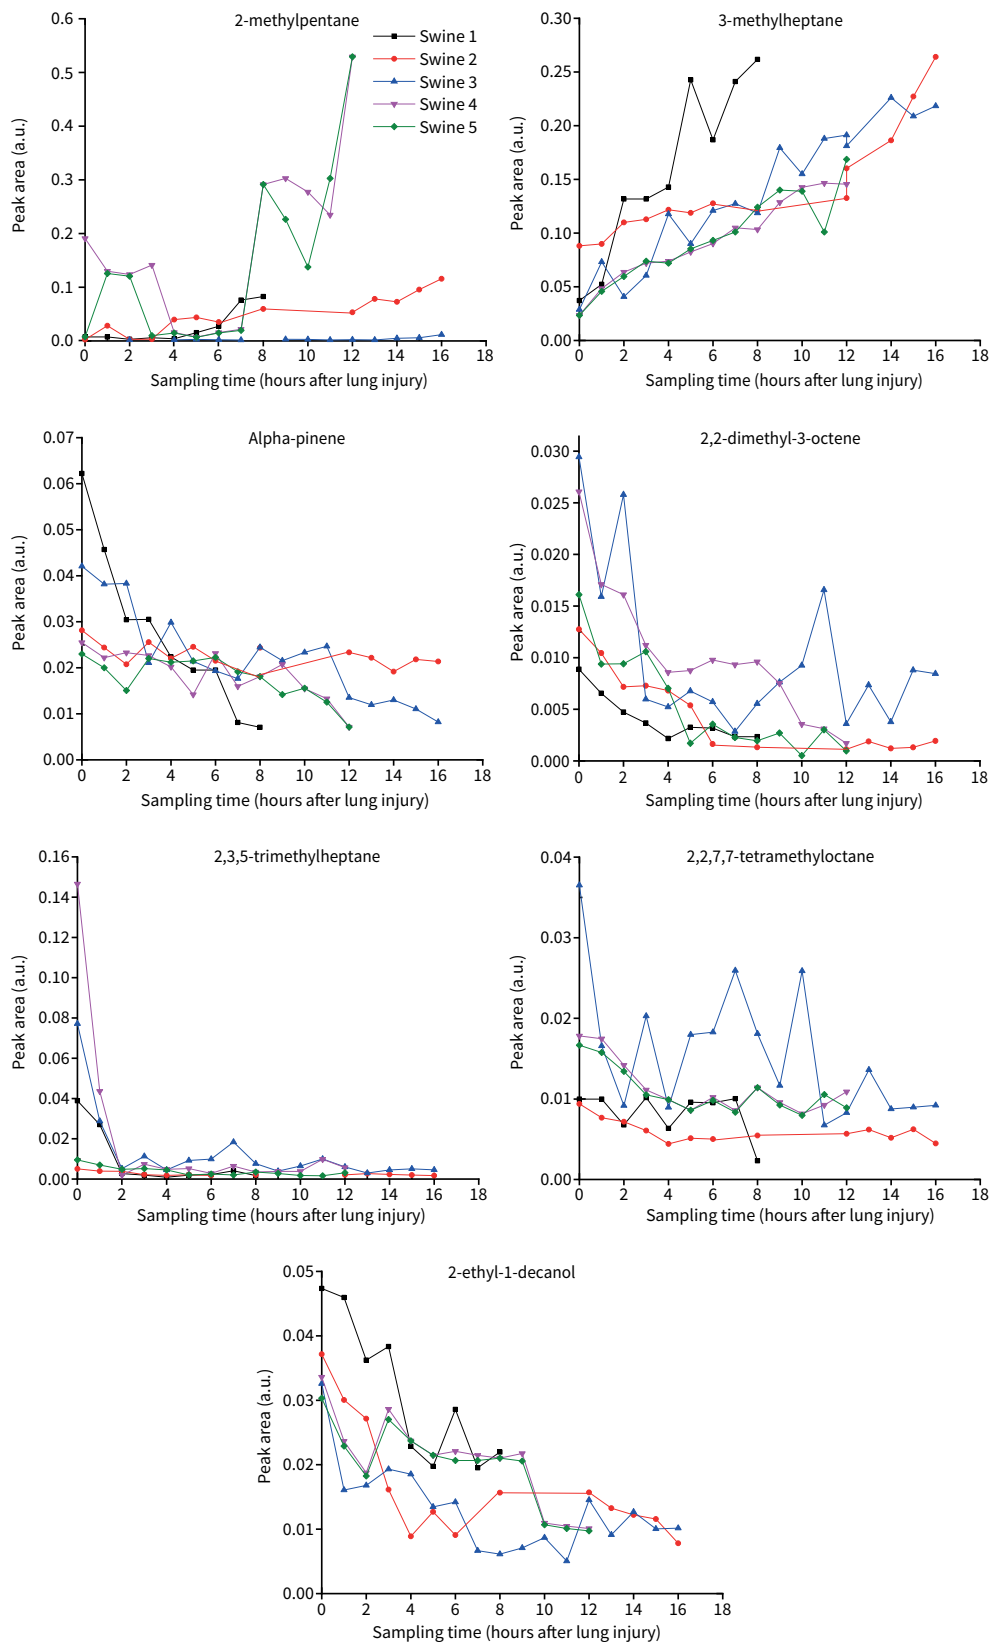 2-methylpentane
0.6
0.5
0.4
0.3
0.2
0.1
0.0
Peak area (a.u.)
Swine 1
Swine 2
Swine 3
Swine 4
Swine 5
0 2 4 6 8 10 12 14 16 18
Sampling time (hours after lung injury)
3-methylheptane
0.30
0.25
0.20
0.15
0.10
0.05
0.00
Peak area (a.u.)
0 2 4 6 8 10 12 14 16 18
Sampling time (hours after lung injury)
Alpha-pinene
0.07
0.06
0.05
0.04
0.03
0.02
0.01
0.00
Peak area (a.u.)
0 2 4 6 8 10 12 14 16 18
Sampling time (hours after lung injury)
2,2-dimethyl-3-octene
0.030
0.025
0.020
0.015
0.010
0.005
0.000
Peak area (a.u.)
0 2 4 6 8 10 12 14 16 18
Sampling time (hours after lung injury)
2,3,5-trimethylheptane
0.16
0.14
0.12
0.10
0.08
0.06
0.04
0.02
0.00
Peak area (a.u.)
0 2 4 6 8 10 12 14 16 18
Sampling time (hours after lung injury)
2,2,7,7-tetramethyloctane
0.04
0.03
0.02
0.01
0.00
Peak area (a.u.)
0 2 4 6 8 10 12 14 16 18
Sampling time (hours after lung injury)
2-ethyl-1-decanol
0.05
0.04
0.03
0.02
0.01
0.00
Peak area (a.u.)
0 2 4 6 8 10 12 14 16 18
Sampling time (hours after lung injury)